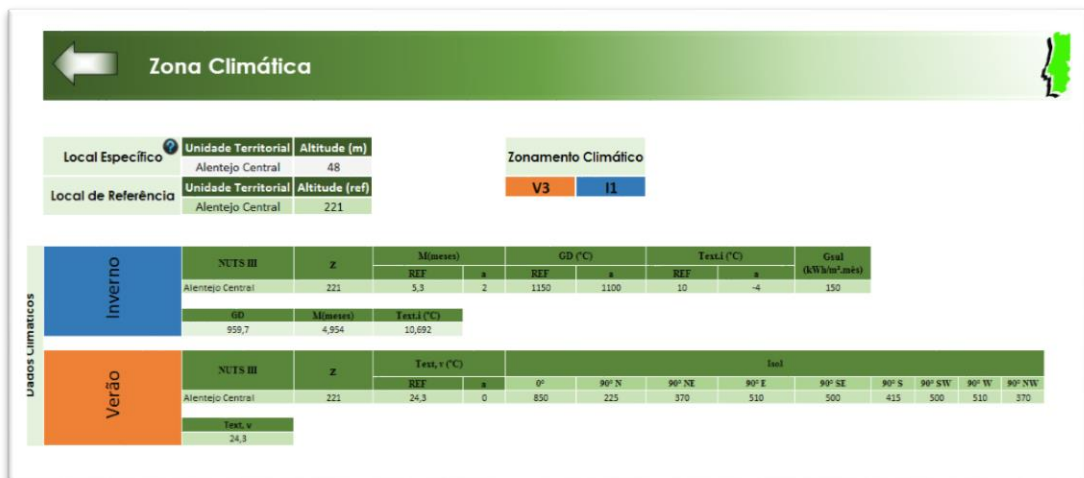 Zona Climática
Local Específico ? Unidade Territorial Altitude (m)
Alentejo Central 48
Local de Referência Unidade Territorial Altitude (ref)
Alentejo Central 221
Zonamento Climático
V3 I1
Dados Climáticos
Inverno
NUTS III z M(meses) GD (°C) Text.i (°C) Gsul (kWh/m².mês)
REF a REF a REF a
Alentejo Central 221 5,3 2 1150 1100 10 -4 150
GD M(meses) Text.i (°C)
959,7 4,954 10,692
Verão
NUTS III z Text, v (°C) Isol
REF a 0° 90° N 90° NE 90° E 90° SE 90° S 90° SW 90° W 90° NW
Alentejo Central 221 24,3 0 850 225 370 510 500 415 500 510 370
Text, v
24,3